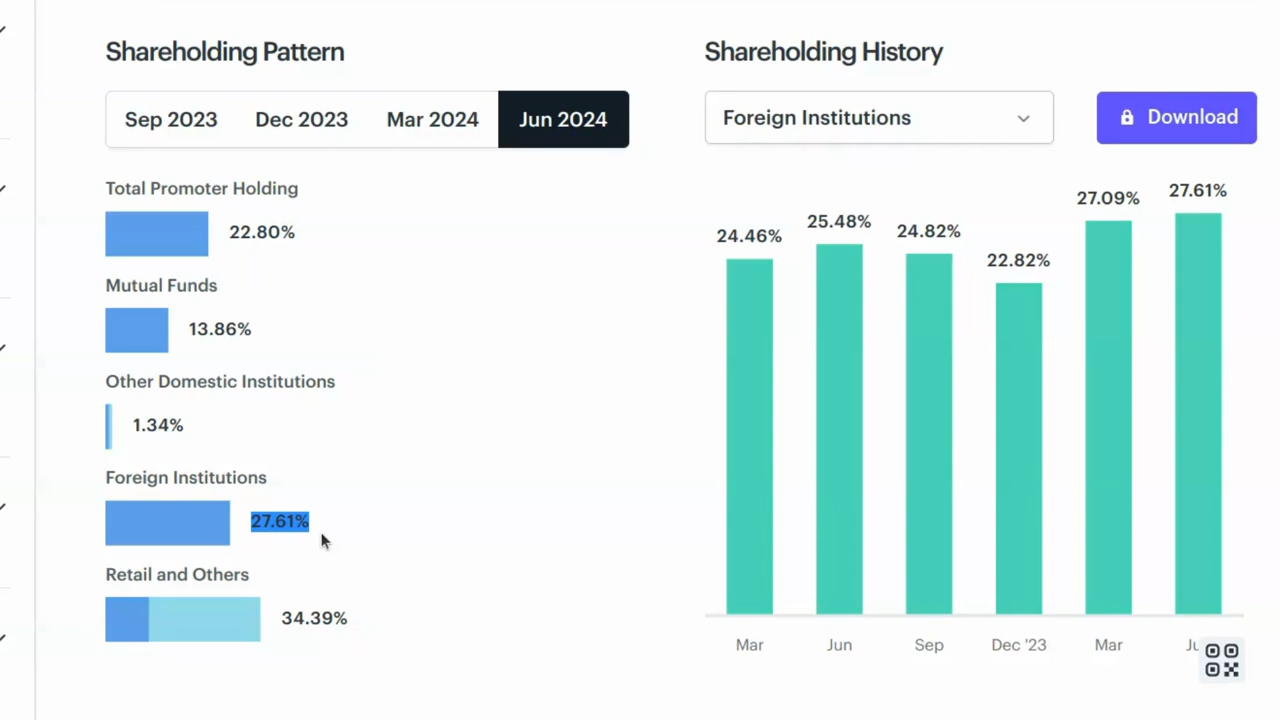 Shareholding Pattern
Sep 2023 Dec 2023 Mar 2024 Jun 2024
Total Promoter Holding
22.80%
Mutual Funds
13.86%
Other Domestic Institutions
1.34%
Foreign Institutions
27.61%
Retail and Others
34.39%
Shareholding History
Foreign Institutions
Download
24.46% 25.48% 24.82% 22.82% 27.09% 27.61%
Mar Jun Sep Dec '23 Mar